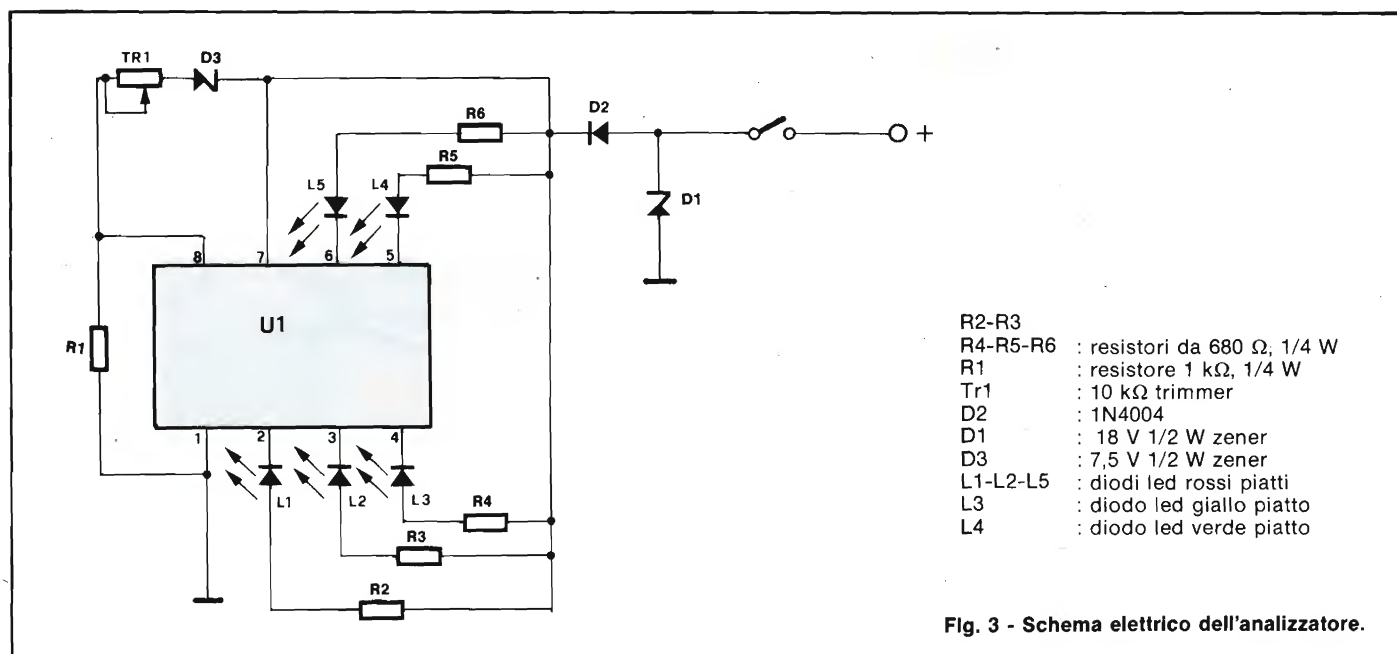 TR1
D3
D2
+
R6
R5
L5
L4
D1
8
7
6
5
U1
R1
1
2
3
4
L1
L2
L3
R4
R3
R2
R2-R3
R4-R5-R6 : resistori da 680 Ω, 1/4 W
R1 : resistore 1 kΩ, 1/4 W
Tr1 : 10 kΩ trimmer
D2 : 1N4004
D1 : 18 V 1/2 W zener
D3 : 7,5 V 1/2 W zener
L1-L2-L5 : diodi led rossi piatti
L3 : diodo led giallo piatto
L4 : diodo led verde piatto
Fig. 3 - Schema elettrico dell'analizzatore.